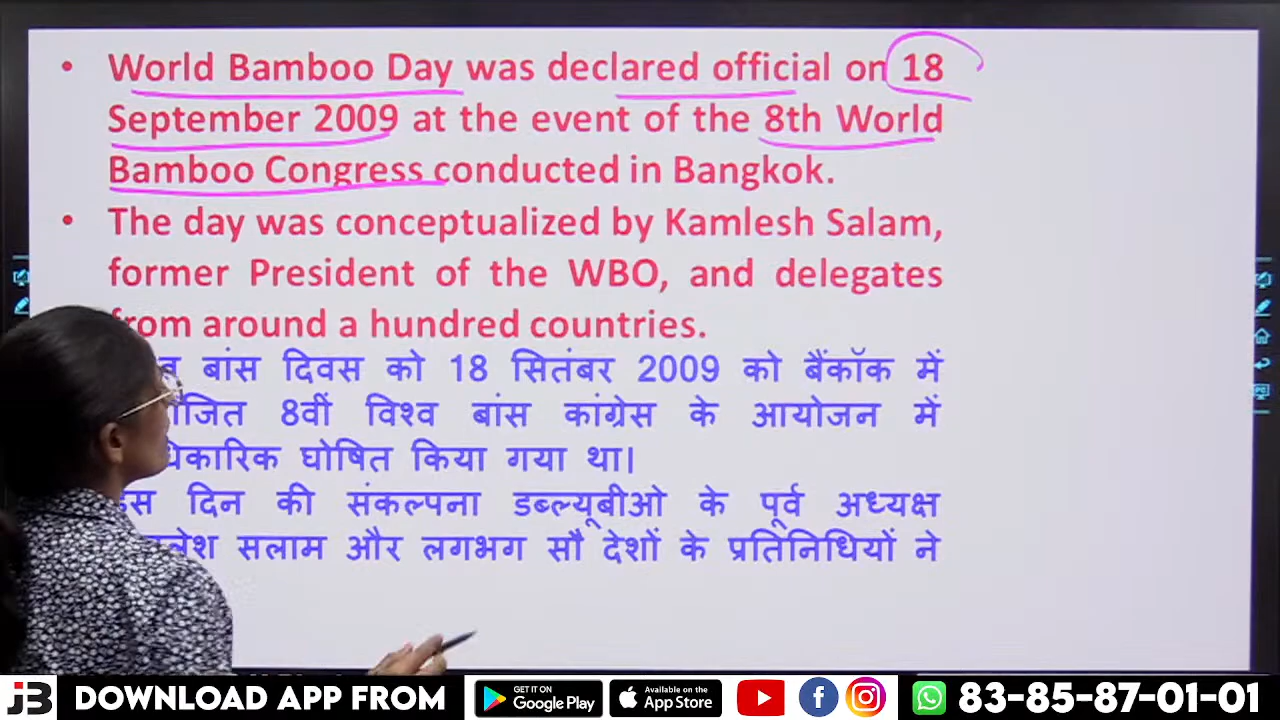 • World Bamboo Day was declared official on 18
September 2009 at the event of the 8th World
Bamboo Congress conducted in Bangkok.
• The day was conceptualized by Kamlesh Salam,
former President of the WBO, and delegates
from around a hundred countries.
बांस दिवस को 18 सितंबर 2009 को बैंकॉक में
8वीं विश्व बांस कांग्रेस के आयोजन में
घोषित किया गया था।
दिन की संकल्पना डब्ल्यूबीओ के पूर्व अध्यक्ष
सलाम और लगभग सौ देशों के प्रतिनिधियों ने
JB DOWNLOAD APP FROM GET IT ON Google Play Available on the App Store 83-85-87-01-01